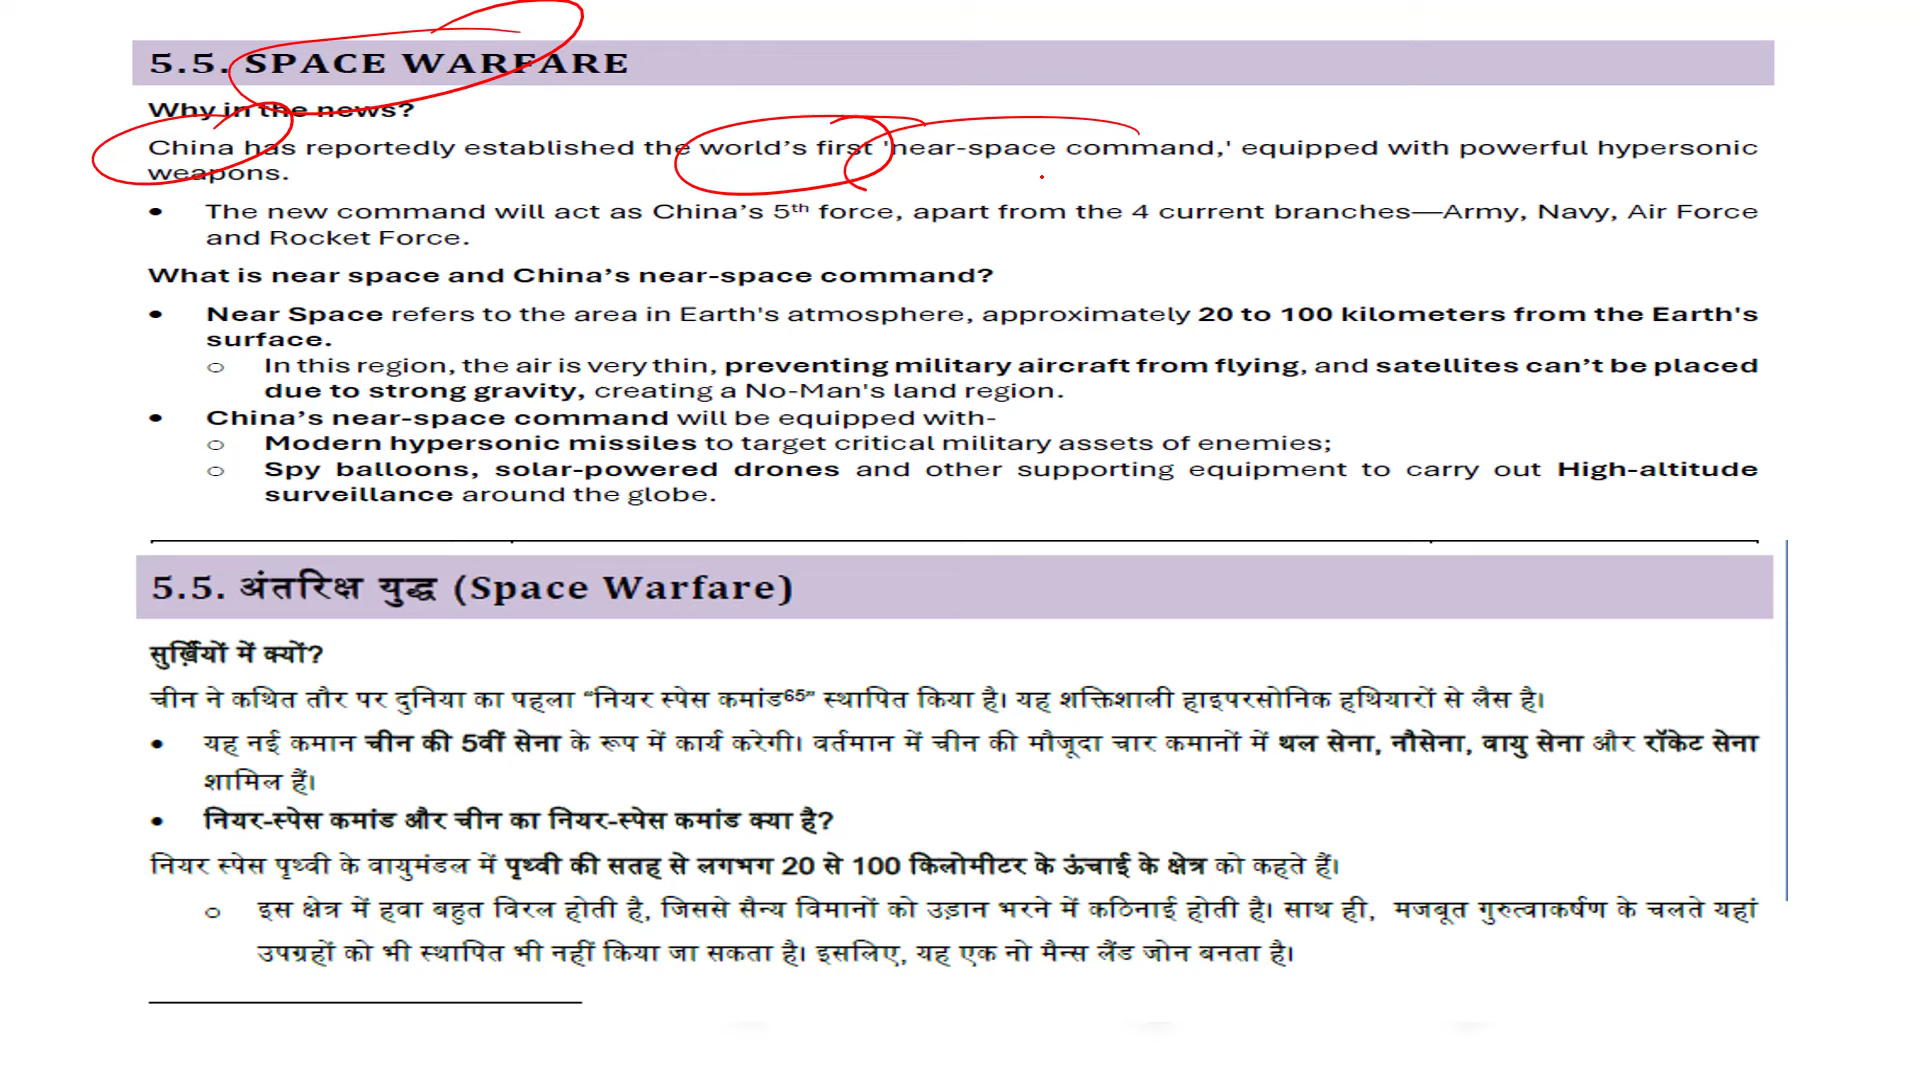 5.5. SPACE WARFARE
Why in the news?
China has reportedly established the world’s first 'near-space command,' equipped with powerful hypersonic
weapons.
• The new command will act as China’s 5th force, apart from the 4 current branches—Army, Navy, Air Force
and Rocket Force.
What is near space and China’s near-space command?
• Near Space refers to the area in Earth's atmosphere, approximately 20 to 100 kilometers from the Earth's
surface.
o In this region, the air is very thin, preventing military aircraft from flying, and satellites can’t be placed
due to strong gravity, creating a No-Man's land region.
• China’s near-space command will be equipped with-
o Modern hypersonic missiles to target critical military assets of enemies;
o Spy balloons, solar-powered drones and other supporting equipment to carry out High-altitude
surveillance around the globe.
5.5. अंतरिक्ष युद्ध (Space Warfare)
सुर्ख़ियों में क्यों?
चीन ने कथित तौर पर दुनिया का पहला “नियर स्पेस कमांड65” स्थापित किया है। यह शक्तिशाली हाइपरसोनिक हथियारों से लैस है।
• यह नई कमान चीन की 5वीं सेना के रूप में कार्य करेगी। वर्तमान में चीन की मौजूदा चार कमानों में थल सेना, नौसेना, वायु सेना और रॉकेट सेना
शामिल हैं।
• नियर-स्पेस कमांड और चीन का नियर-स्पेस कमांड क्या है?
नियर स्पेस पृथ्वी के वायुमंडल में पृथ्वी की सतह से लगभग 20 से 100 किलोमीटर के ऊंचाई के क्षेत्र को कहते हैं।
o इस क्षेत्र में हवा बहुत विरल होती है, जिससे सैन्य विमानों को उड़ान भरने में कठिनाई होती है। साथ ही, मजबूत गुरुत्वाकर्षण के चलते यहां
उपग्रहों को भी स्थापित भी नहीं किया जा सकता है। इसलिए, यह एक नो मैन्स लैंड जोन बनता है।